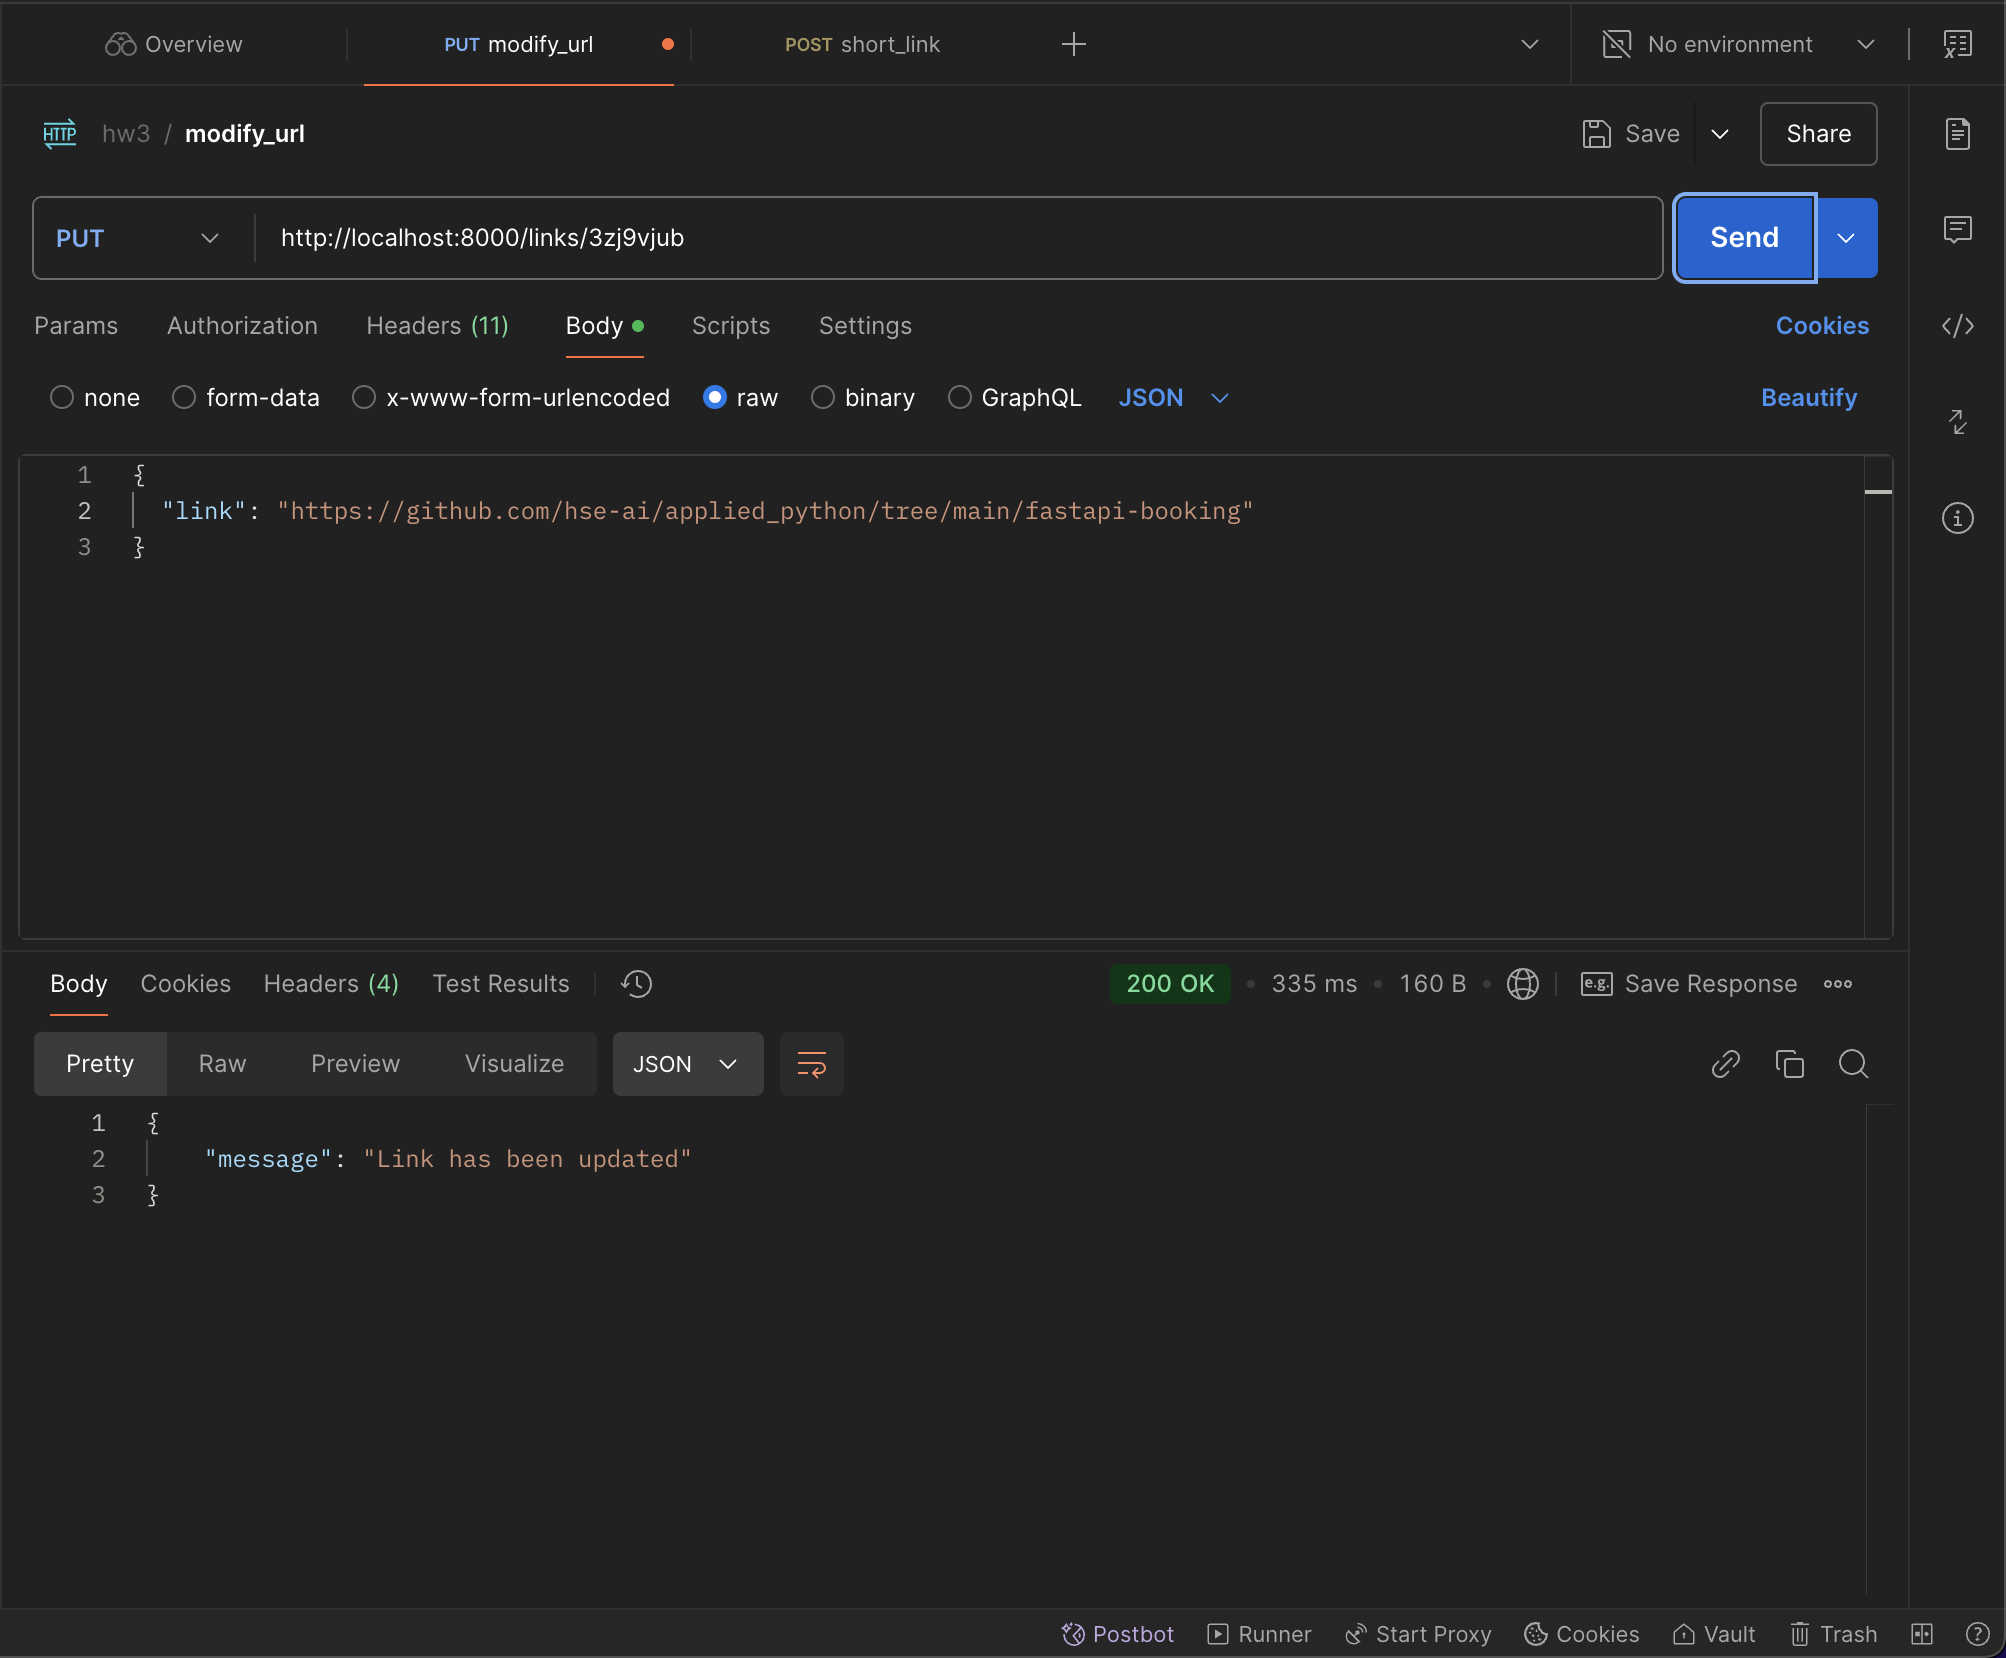 Overview
PUT modify_url
POST short_link
No environment
HTTP hw3 / modify_url
Save
Share
PUT
http://localhost:8000/links/3zj9vjub
Send
Params Authorization Headers (11) Body Scripts Settings
Cookies
none form-data x-www-form-urlencoded raw binary GraphQL JSON
Beautify
1 {
2 "link": "https://github.com/hse-ai/applied_python/tree/main/fastapi-booking"
3 }
Body Cookies Headers (4) Test Results
200 OK • 335 ms • 160 B •
e.g. Save Response
Pretty Raw Preview Visualize JSON
1 {
2 "message": "Link has been updated"
3 }
Postbot Runner Start Proxy Cookies Vault Trash